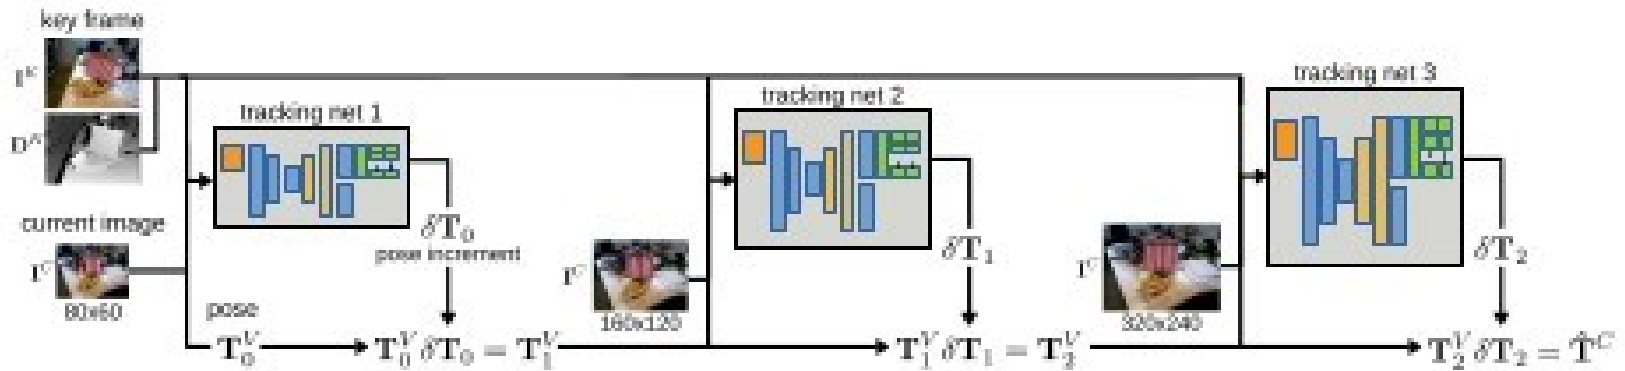 key frame
I^K
D^K
current image
I^C
80x60
tracking net 1
δT_0
pose increment
pose
T_0^V
T_0^V δT_0 = T_1^V
tracking net 2
I^C
160x120
δT_1
T_1^V δT_1 = T_2^V
tracking net 3
I^C
320x240
δT_2
T_2^V δT_2 = T̂^C